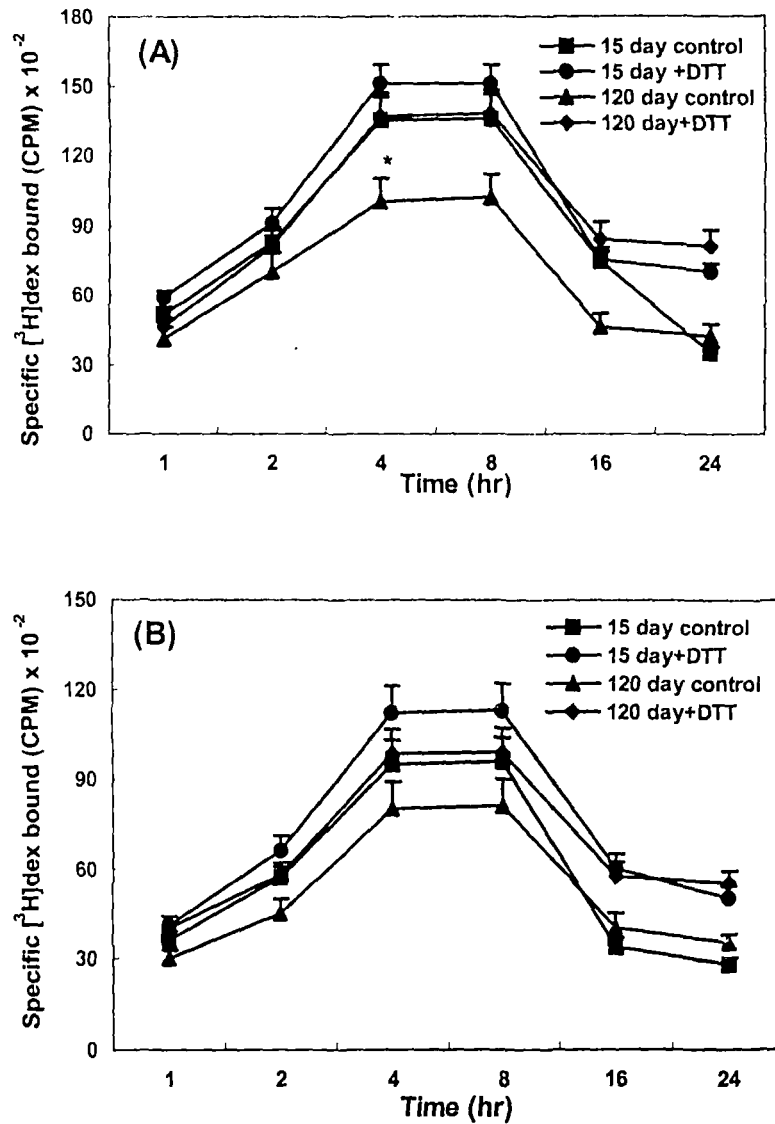 (A)
15 day control
15 day +DTT
120 day control
120 day+DTT
Specific [³H]dex bound (CPM) x 10⁻²
180
150
120
90
60
30
0
*
1 2 4 8 16 24
Time (hr)
(B)
15 day control
15 day+DTT
120 day control
120 day+DTT
Specific [³H]dex bound (CPM) x 10⁻²
150
120
90
60
30
0
1 2 4 8 16 24
Time (hr)